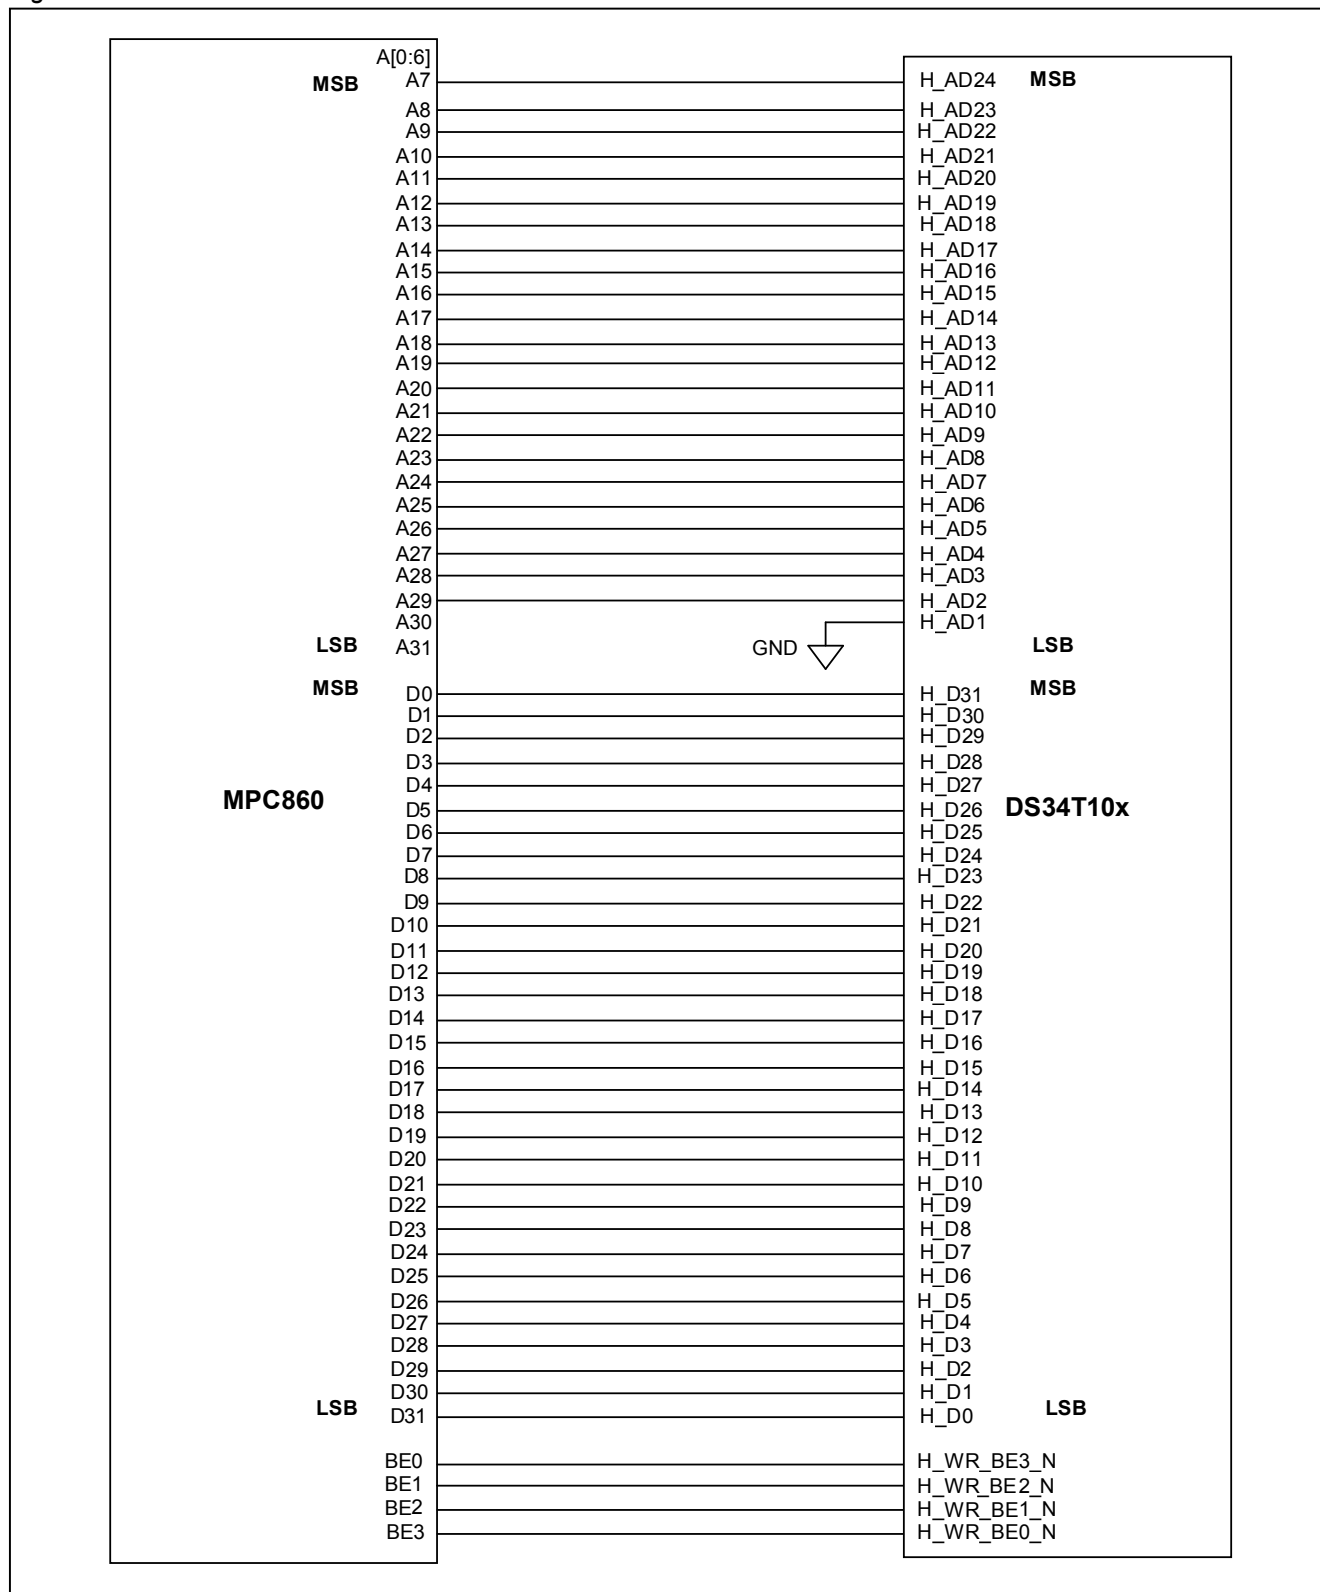 A[0:6]
MSB A7 H_AD24 MSB
A8 H_AD23
A9 H_AD22
A10 H_AD21
A11 H_AD20
A12 H_AD19
A13 H_AD18
A14 H_AD17
A15 H_AD16
A16 H_AD15
A17 H_AD14
A18 H_AD13
A19 H_AD12
A20 H_AD11
A21 H_AD10
A22 H_AD9
A23 H_AD8
A24 H_AD7
A25 H_AD6
A26 H_AD5
A27 H_AD4
A28 H_AD3
A29 H_AD2
A30 H_AD1
LSB A31 GND LSB
MSB D0 H_D31 MSB
D1 H_D30
D2 H_D29
D3 H_D28
D4 H_D27
MPC860 DS34T10x
D5 H_D26
D6 H_D25
D7 H_D24
D8 H_D23
D9 H_D22
D10 H_D21
D11 H_D20
D12 H_D19
D13 H_D18
D14 H_D17
D15 H_D16
D16 H_D15
D17 H_D14
D18 H_D13
D19 H_D12
D20 H_D11
D21 H_D10
D22 H_D9
D23 H_D8
D24 H_D7
D25 H_D6
D26 H_D5
D27 H_D4
D28 H_D3
D29 H_D2
D30 H_D1
LSB D31 H_D0 LSB
BE0 H_WR_BE3_N
BE1 H_WR_BE2_N
BE2 H_WR_BE1_N
BE3 H_WR_BE0_N